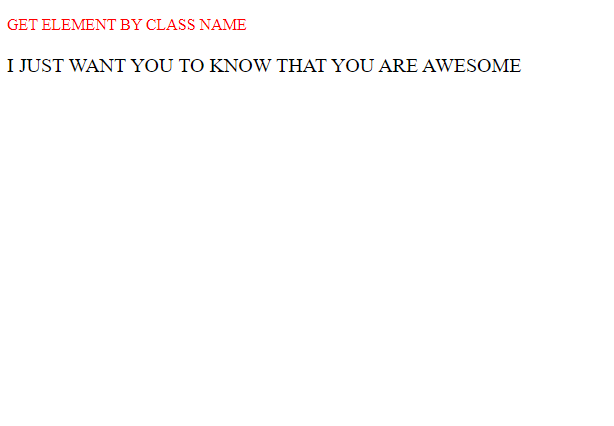 GET ELEMENT BY CLASS NAME
I JUST WANT YOU TO KNOW THAT YOU ARE AWESOME